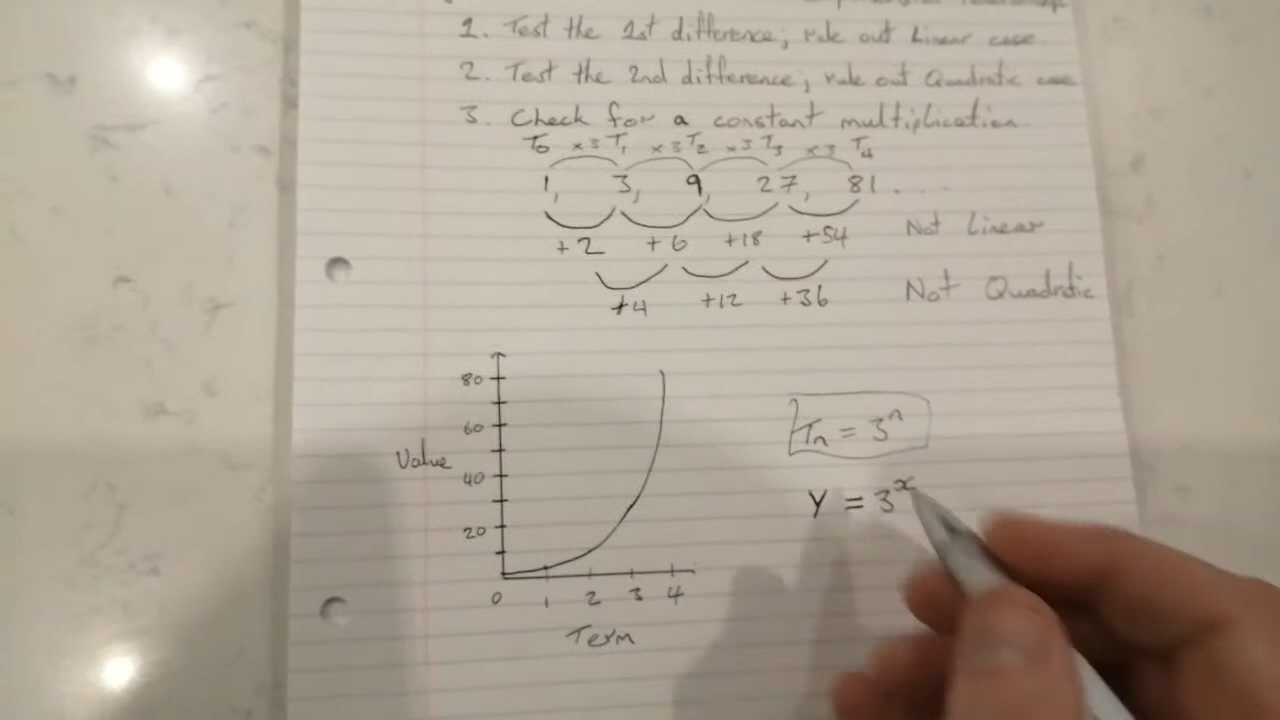 1. Test the 1st difference; rule out Linear case
2. Test the 2nd difference; rule out Quadratic case
3. Check for a constant multiplication
T0 ×3 T1 ×3 T2 ×3 T3 ×3 T4
1, 3, 9, 27, 81 ....
+2 +6 +18 +54 Not Linear
+4 +12 +36 Not Quadratic
80
60
Value
40
20
0 1 2 3 4
Term
Tn = 3ⁿ
Y = 3ˣ